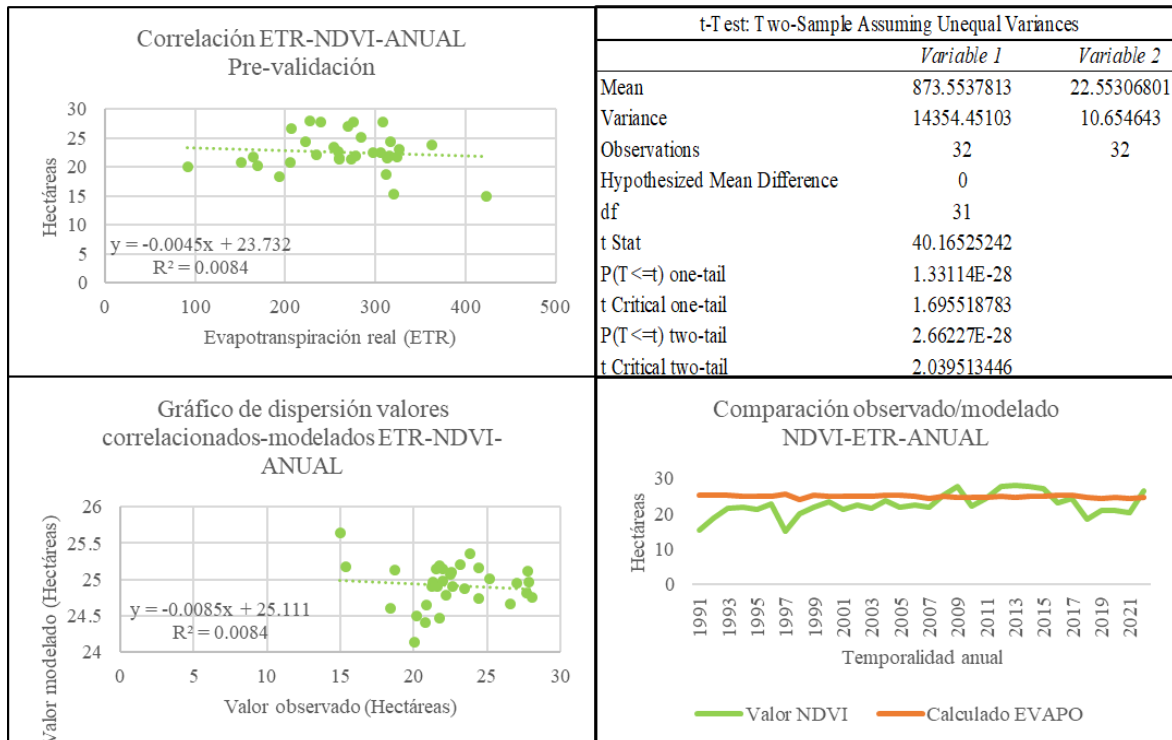 Correlación ETR-NDVI-ANUAL
Pre-validación
30
25
20
15
10
5
0
Hectáreas
y = -0.0045x + 23.732
R² = 0.0084
0 100 200 300 400 500
Evapotranspiración real (ETR)
t-Test: Two-Sample Assuming Unequal Variances
Variable 1 Variable 2
Mean 873.5537813 22.55306801
Variance 14354.45103 10.654643
Observations 32 32
Hypothesized Mean Difference 0
df 31
t Stat 40.16525242
P(T<=t) one-tail 1.33114E-28
t Critical one-tail 1.695518783
P(T<=t) two-tail 2.66227E-28
t Critical two-tail 2.039513446
Gráfico de dispersión valores
correlacionados-modelados ETR-NDVI-
ANUAL
Valor modelado (Hectáreas)
26
25.5
25
24.5
24
y = -0.0085x + 25.111
R² = 0.0084
0 5 10 15 20 25 30
Valor observado (Hectáreas)
Comparación observado/modelado
NDVI-ETR-ANUAL
Hectáreas
30
20
10
0
1991 1993 1995 1997 1999 2001 2003 2005 2007 2009 2011 2013 2015 2017 2019 2021
Temporalidad anual
Valor NDVI Calculado EVAPO